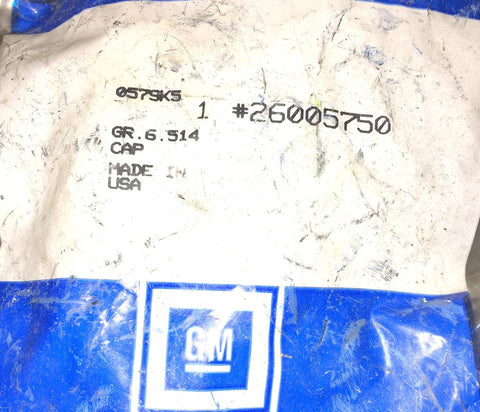 0579K5
1 #26005750
GR.6.514
CAP
MADE IN
USA
GM